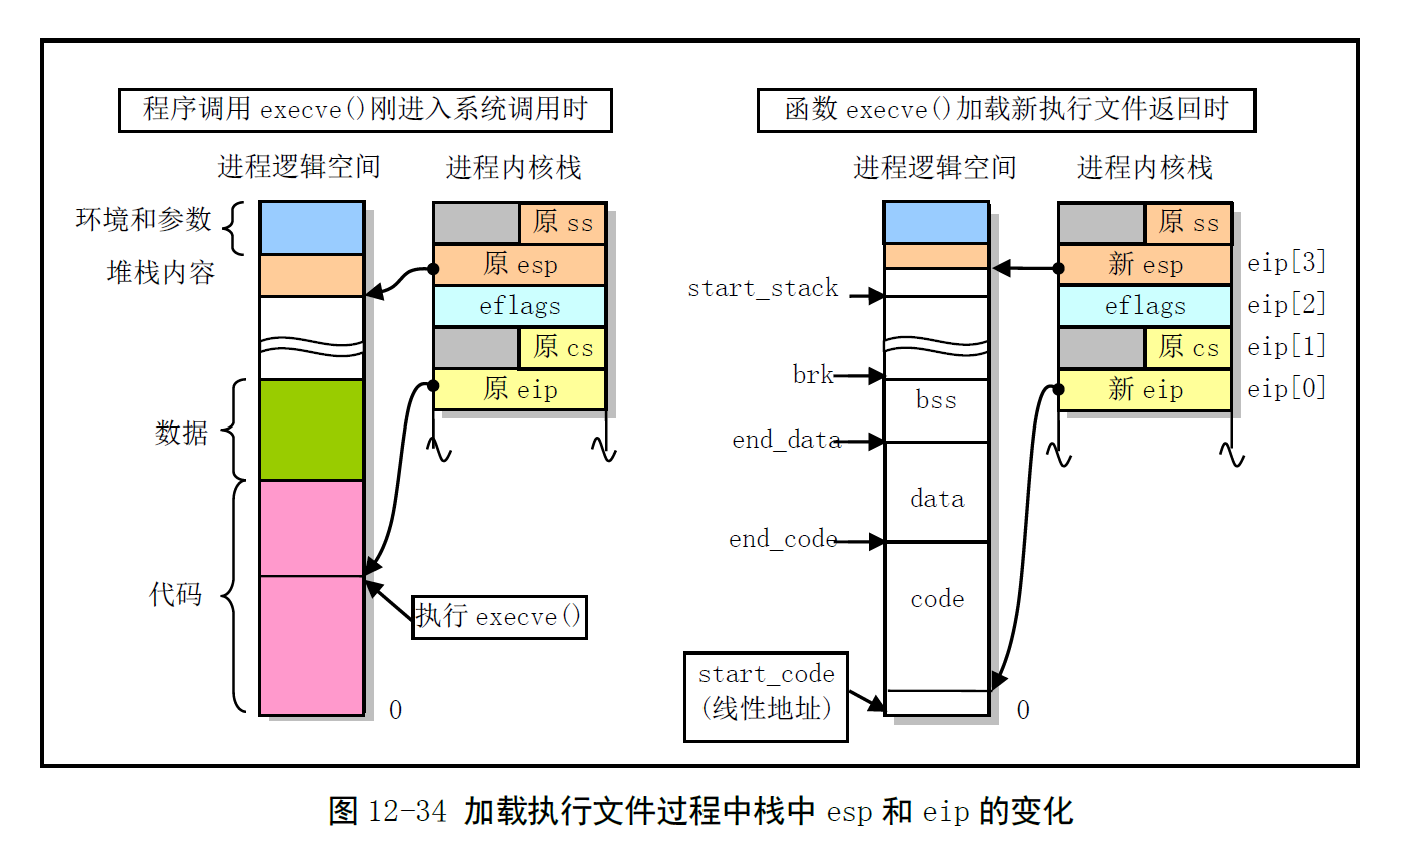 程序调用 execve()刚进入系统调用时
进程逻辑空间
进程内核栈
环境和参数
堆栈内容
数据
代码
原 ss
原 esp
eflags
原 cs
原 eip
执行 execve()
0
函数 execve()加载新执行文件返回时
进程逻辑空间
进程内核栈
start_stack
brk
end_data
end_code
start_code
(线性地址)
bss
data
code
0
原 ss
新 esp
eflags
原 cs
新 eip
eip[3]
eip[2]
eip[1]
eip[0]
图 12-34 加载执行文件过程中栈中 esp 和 eip 的变化